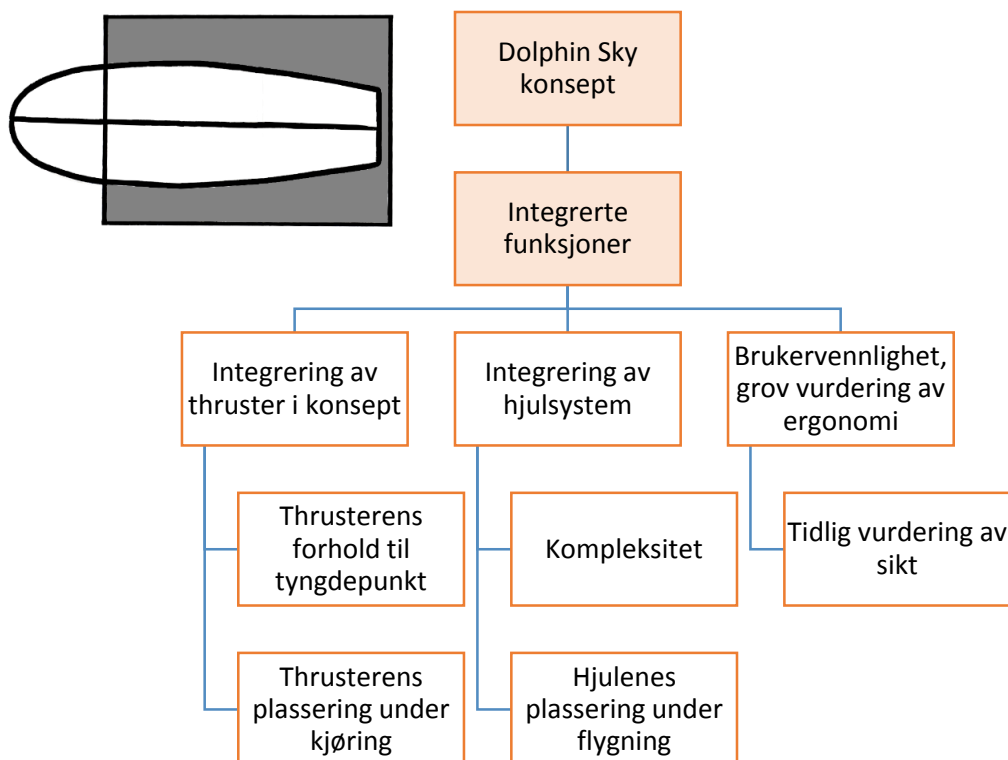 Dolphin Sky
konsept
Integrerte
funksjoner
Integrering av
thruster i konsept
Integrering av
hjulsystem
Brukervennlighet,
grov vurdering av
ergonomi
Thrusterens
forhold til
tyngdepunkt
Kompleksitet
Tidlig vurdering av
sikt
Thrusterens
plassering under
kjøring
Hjulenes
plassering under
flygning